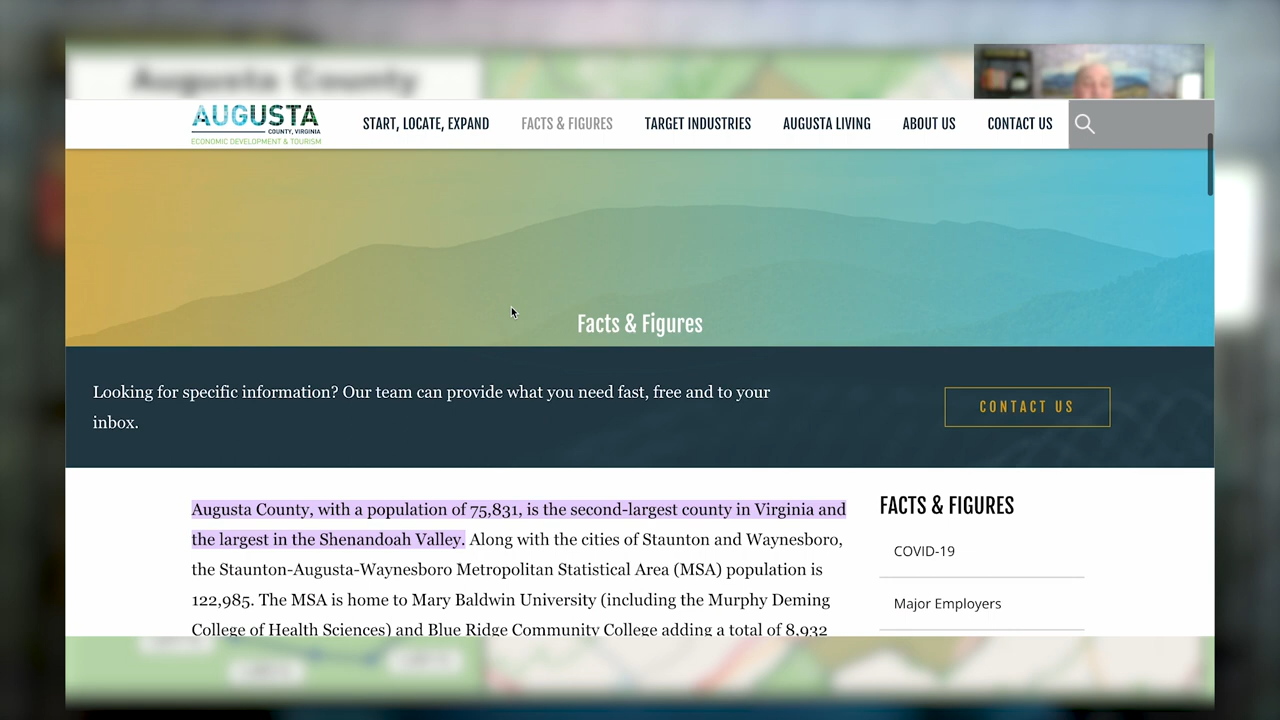 Augusta County
AUGUSTA
COUNTY, VIRGINIA
ECONOMIC DEVELOPMENT & TOURISM
START, LOCATE, EXPAND
FACTS & FIGURES
TARGET INDUSTRIES
AUGUSTA LIVING
ABOUT US
CONTACT US
Facts & Figures
Looking for specific information? Our team can provide what you need fast, free and to your
inbox.
CONTACT US
Augusta County, with a population of 75,831, is the second-largest county in Virginia and
the largest in the Shenandoah Valley. Along with the cities of Staunton and Waynesboro,
the Staunton-Augusta-Waynesboro Metropolitan Statistical Area (MSA) population is
122,985. The MSA is home to Mary Baldwin University (including the Murphy Deming
College of Health Sciences) and Blue Ridge Community College adding a total of 8,932
FACTS & FIGURES
COVID-19
Major Employers